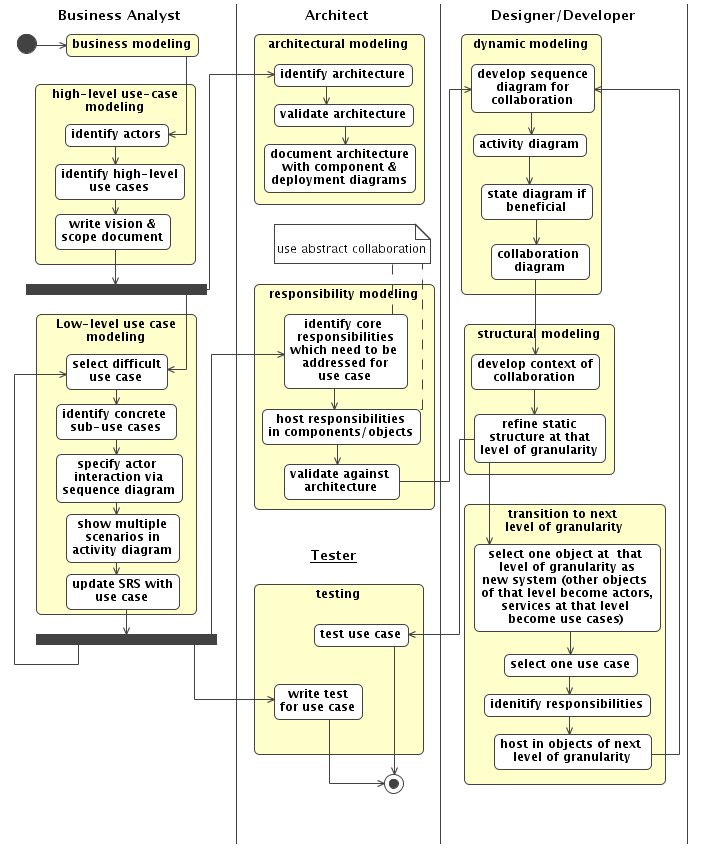 Business Analyst
business modeling
high-level use-case
modeling
identify actors
identify high-level
use cases
write vision &
scope document
Low-level use case
modeling
select difficult
use case
identify concrete
sub-use cases
specify actor
interaction via
sequence diagram
show multiple
scenarios in
activity diagram
update SRS with
use case
Architect
architectural modeling
identify architecture
validate architecture
document architecture
with component &
deployment diagrams
use abstract collaboration
responsibility modeling
identify core
responsibilities
which need to be
addressed for
use case
host responsibilities
in components/objects
validate against
architecture
Tester
testing
test use case
write test
for use case
Designer/Developer
dynamic modeling
develop sequence
diagram for
collaboration
activity diagram
state diagram if
beneficial
collaboration
diagram
structural modeling
develop context of
collaboration
refine static
structure at that
level of granularity
transition to next
level of granularity
select one object at that
level of granularity as
new system (other objects
of that level become actors,
services at that level
become use cases)
select one use case
idenitify responsibilities
host in objects of next
level of granularity